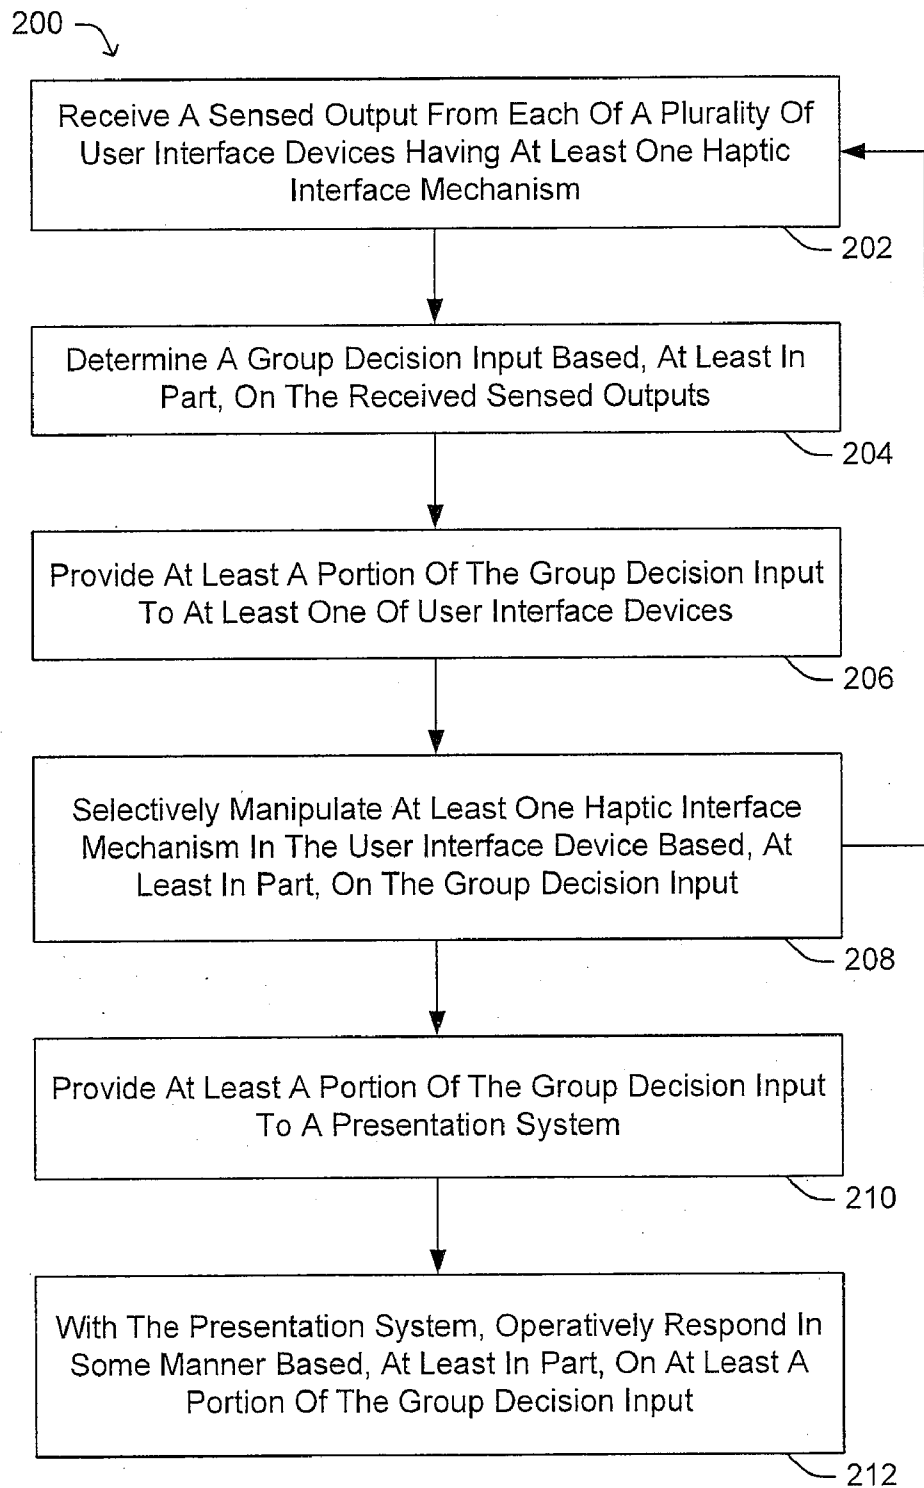 200
Receive A Sensed Output From Each Of A Plurality Of
User Interface Devices Having At Least One Haptic
Interface Mechanism
202
Determine A Group Decision Input Based, At Least In
Part, On The Received Sensed Outputs
204
Provide At Least A Portion Of The Group Decision Input
To At Least One Of User Interface Devices
206
Selectively Manipulate At Least One Haptic Interface
Mechanism In The User Interface Device Based, At
Least In Part, On The Group Decision Input
208
Provide At Least A Portion Of The Group Decision Input
To A Presentation System
210
With The Presentation System, Operatively Respond In
Some Manner Based, At Least In Part, On At Least A
Portion Of The Group Decision Input
212